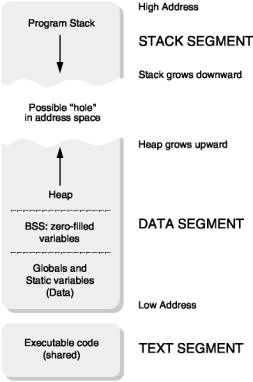 High Address
Program Stack
STACK SEGMENT
Stack grows downward
Possible "hole"
in address space
Heap grows upward
Heap
BSS: zero-filled
variables
DATA SEGMENT
Globals and
Static variables
(Data)
Low Address
Executable code
(shared)
TEXT SEGMENT